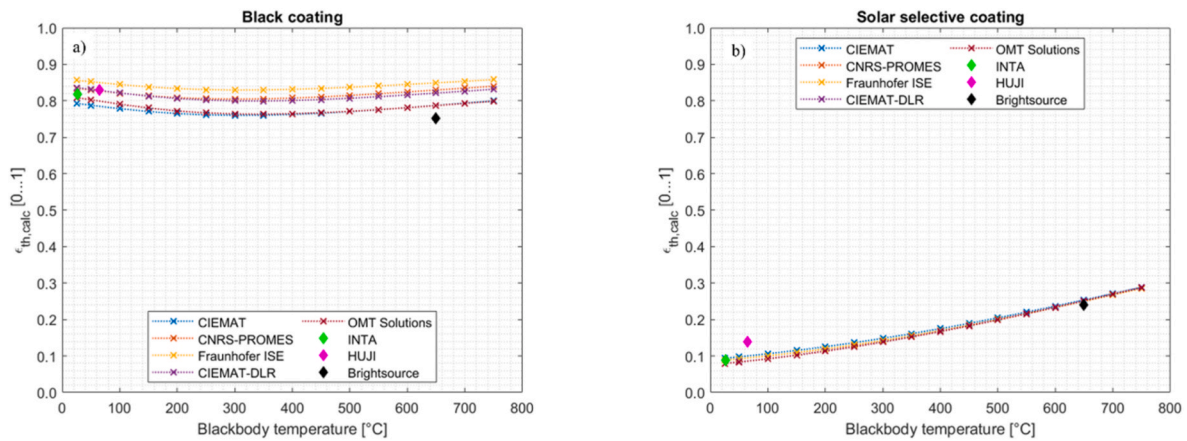 Black coating
a)
1.0
0.9
0.8
0.7
0.6
0.5
0.4
0.3
0.2
0.1
0
ϵth,calc [0...1]
CIEMAT
CNRS-PROMES
Fraunhofer ISE
CIEMAT-DLR
OMT Solutions
INTA
HUJI
Brightsource
0 100 200 300 400 500 600 700 800
Blackbody temperature [°C]
Solar selective coating
b)
1.0
0.9
0.8
0.7
0.6
0.5
0.4
0.3
0.2
0.1
0
ϵth,calc [0...1]
CIEMAT
CNRS-PROMES
Fraunhofer ISE
CIEMAT-DLR
OMT Solutions
INTA
HUJI
Brightsource
0 100 200 300 400 500 600 700 800
Blackbody temperature [°C]